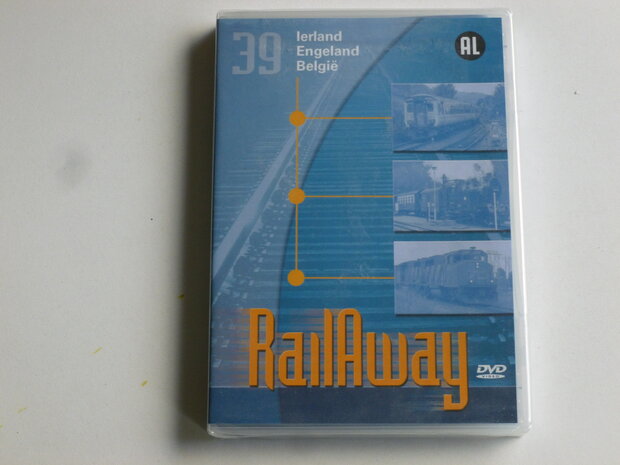 39
Ierland
Engeland
België
AL
RailAway
DVD
VIDEO